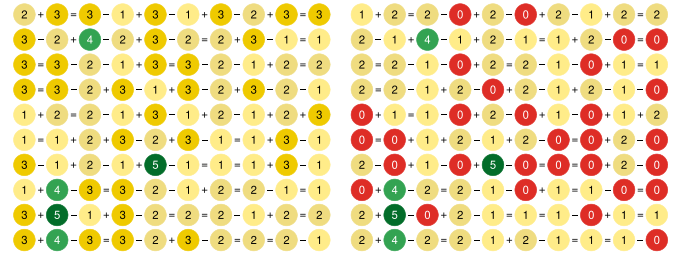 2 + 3 = 3 − 1 + 3 − 1 + 3 − 2 + 3 = 3
3 − 2 + 4 − 2 + 3 − 2 = 2 + 3 − 1 = 1
3 = 3 − 2 − 1 + 3 = 3 − 2 − 1 + 2 = 2
3 = 3 − 2 + 3 − 1 + 3 − 2 + 3 − 2 − 1
1 + 2 = 2 − 1 + 3 − 1 + 2 − 1 + 2 + 3
1 = 1 + 2 + 3 − 2 + 3 − 1 = 1 + 3 − 1
3 − 1 + 2 − 1 + 5 − 1 = 1 = 1 + 3 − 1
1 + 4 − 3 = 3 − 2 − 1 + 2 = 2 − 1 = 1
3 + 5 − 1 + 3 − 2 = 2 = 2 − 1 + 2 = 2
3 + 4 − 3 = 3 − 2 + 3 − 2 = 2 = 2 − 1
1 + 2 = 2 − 0 + 2 − 0 + 2 − 1 + 2 = 2
2 − 1 + 4 − 1 + 2 − 1 = 1 + 2 − 0 = 0
2 = 2 − 1 − 0 + 2 = 2 − 1 − 0 + 1 = 1
2 = 2 − 1 + 2 − 0 + 2 − 1 + 2 − 1 − 0
0 + 1 = 1 − 0 + 2 − 0 + 1 − 0 + 1 + 2
0 = 0 + 1 + 2 − 1 + 2 − 0 = 0 + 2 − 0
2 − 0 + 1 − 0 + 5 − 0 = 0 = 0 + 2 − 0
0 + 4 − 2 = 2 − 1 − 0 + 1 = 1 − 0 = 0
2 + 5 − 0 + 2 − 1 = 1 = 1 − 0 + 1 = 1
2 + 4 − 2 = 2 − 1 + 2 − 1 = 1 = 1 − 0